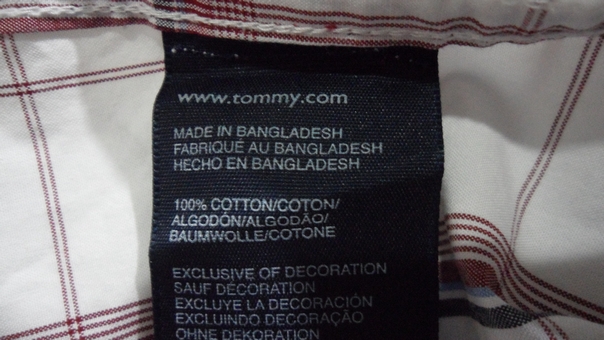 www.tommy.com
MADE IN BANGLADESH
FABRIQUÉ AU BANGLADESH
HECHO EN BANGLADESH
100% COTTON/COTON/
ALGODÓN/ALGODÃO/
BAUMWOLLE/COTONE
EXCLUSIVE OF DECORATION
SAUF DÉCORATION
EXCLUYE LA DECORACIÓN
EXCLUINDO DECORAÇÃO
OHNE DEKORATION